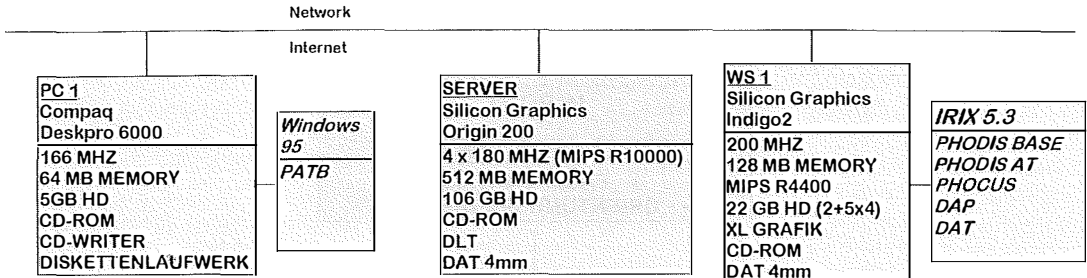 Network
Internet
PC 1
Compaq
Deskpro 6000
166 MHZ
64 MB MEMORY
5GB HD
CD-ROM
CD-WRITER
DISKETTENLAUFWERK
Windows
95
PATB
SERVER
Silicon Graphics
Origin 200
4 x 180 MHZ (MIPS R10000)
512 MB MEMORY
106 GB HD
CD-ROM
DLT
DAT 4mm
WS 1
Silicon Graphics
Indigo2
200 MHZ
128 MB MEMORY
MIPS R4400
22 GB HD (2+5x4)
XL GRAFIK
CD-ROM
DAT 4mm
IRIX 5.3
PHODIS BASE
PHODIS AT
PHOCUS
DAP
DAT